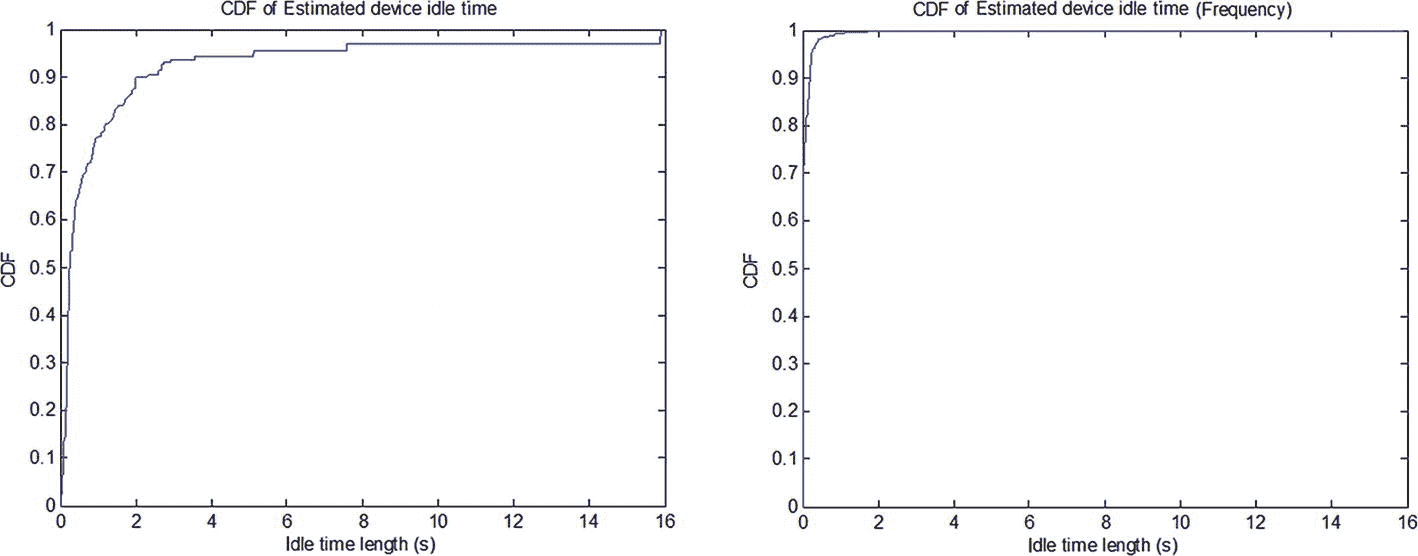 CDF of Estimated device idle time
1
0.9
0.8
0.7
0.6
0.5
0.4
0.3
0.2
0.1
0
CDF
0 2 4 6 8 10 12 14 16
Idle time length (s)
CDF of Estimated device idle time (Frequency)
1
0.9
0.8
0.7
0.6
0.5
0.4
0.3
0.2
0.1
0
CDF
0 2 4 6 8 10 12 14 16
Idle time length (s)